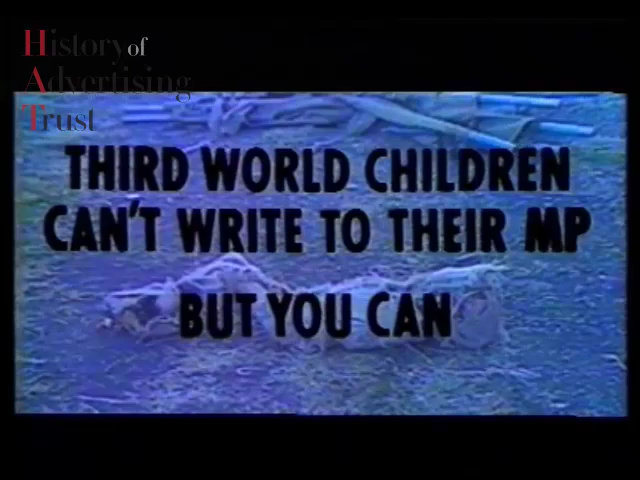 History of
Advertising
Trust
THIRD WORLD CHILDREN
CAN'T WRITE TO THEIR MP
BUT YOU CAN